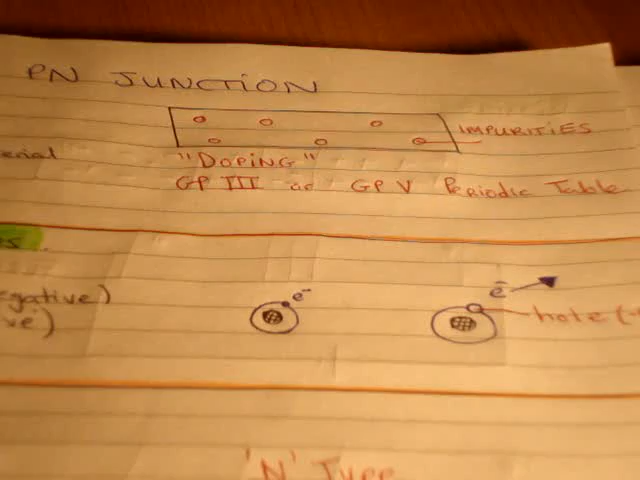 PN JUNCTION
IMPURITIES
erial
"DOPING"
GP III or GP V Periodic Table
egative)
ve)
e⁻
e⁻
hole (
'N' TYPE